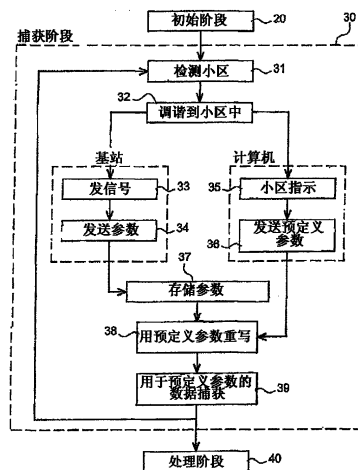 初始阶段
20
捕获阶段
30
检测小区
31
32
调谐到小区中
基站
计算机
发信号
33
35
小区指示
发送参数
34
36
发送预定义
参数
37
存储参数
38
用预定义参数重写
用于预定义参数的
数据捕获
39
处理阶段
40